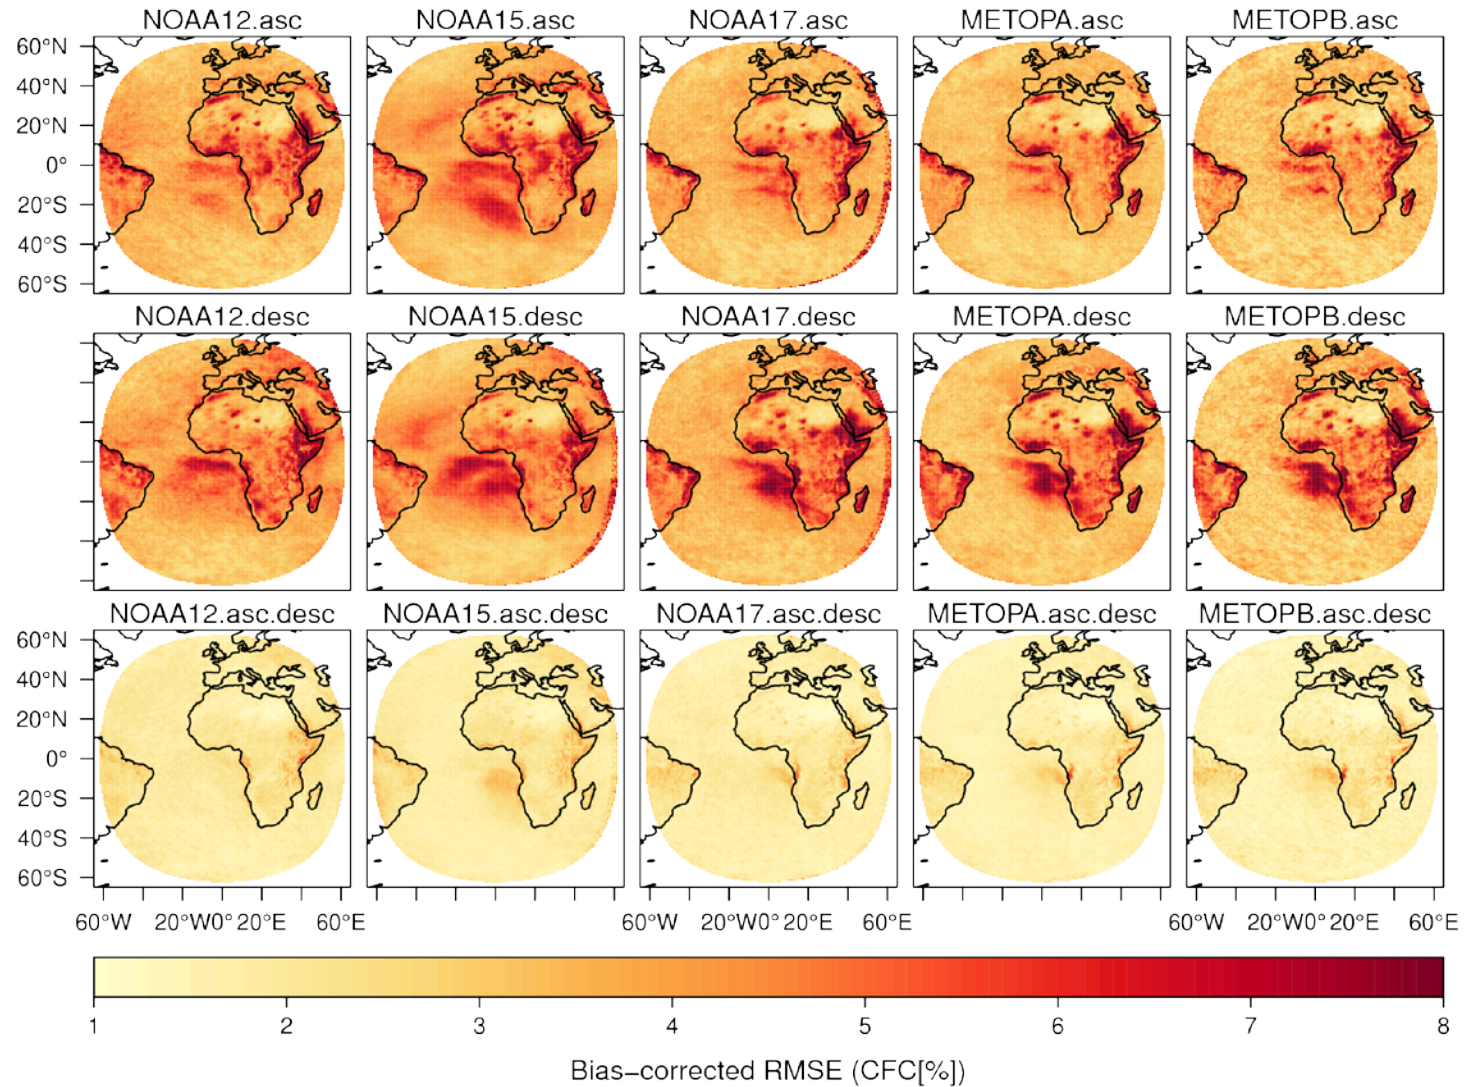 NOAA12.asc NOAA15.asc NOAA17.asc METOPA.asc METOPB.asc
60°N
40°N
20°N
0°
20°S
40°S
60°S
NOAA12.desc NOAA15.desc NOAA17.desc METOPA.desc METOPB.desc
NOAA12.asc.desc NOAA15.asc.desc NOAA17.asc.desc METOPA.asc.desc METOPB.asc.desc
60°N
40°N
20°N
0°
20°S
40°S
60°S
60°W 20°W 0° 20°E 60°E 60°W 20°W 0° 20°E 60°E 60°W 20°W 0° 20°E 60°E
1 2 3 4 5 6 7 8
Bias−corrected RMSE (CFC[%])